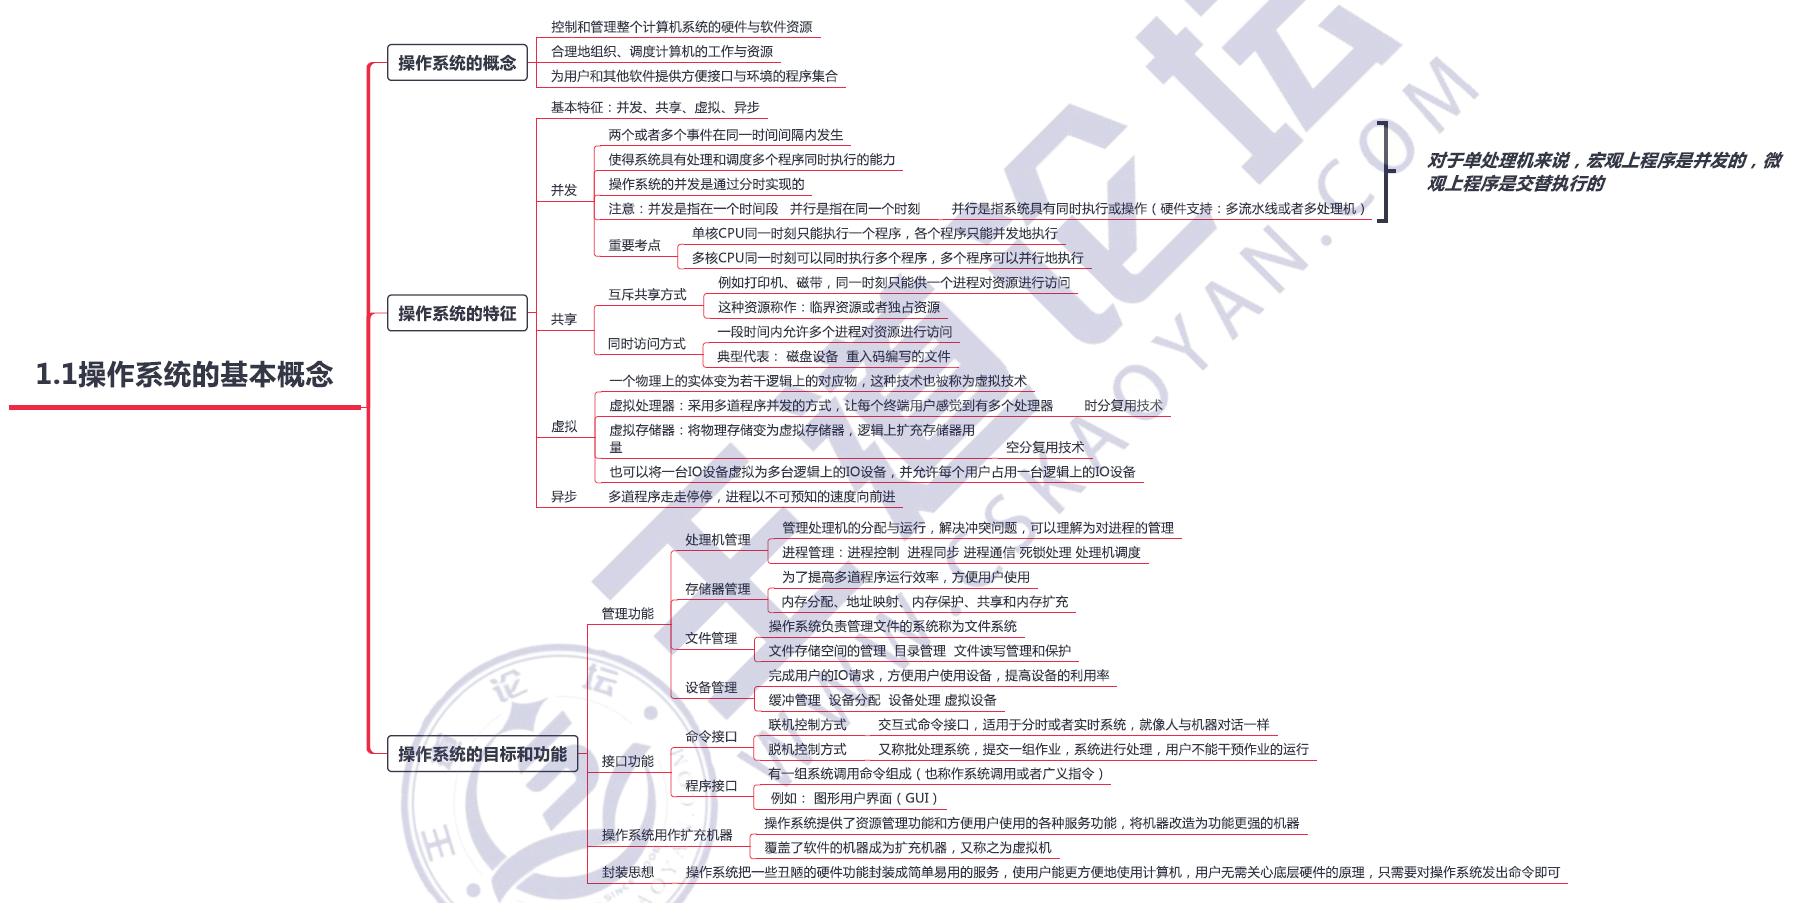 1.1操作系统的基本概念
操作系统的概念
控制和管理整个计算机系统的硬件与软件资源
合理地组织、调度计算机的工作与资源
为用户和其他软件提供方便接口与环境的程序集合
操作系统的特征
基本特征：并发、共享、虚拟、异步
并发
两个或者多个事件在同一时间间隔内发生
使得系统具有处理和调度多个程序同时执行的能力
操作系统的并发是通过分时实现的
注意：并发是指在一个时间段 并行是指在同一个时刻
并行是指系统具有同时执行或操作（硬件支持：多流水线或者多处理机）
重要考点
单核CPU同一时刻只能执行一个程序，各个程序只能并发地执行
多核CPU同一时刻可以同时执行多个程序，多个程序可以并行地执行
对于单处理机来说，宏观上程序是并发的，微
观上程序是交替执行的
共享
互斥共享方式
例如打印机、磁带，同一时刻只能供一个进程对资源进行访问
这种资源称作：临界资源或者独占资源
同时访问方式
一段时间内允许多个进程对资源进行访问
典型代表： 磁盘设备 重入码编写的文件
虚拟
一个物理上的实体变为若干逻辑上的对应物，这种技术也被称为虚拟技术
虚拟处理器：采用多道程序并发的方式，让每个终端用户感觉到有多个处理器
时分复用技术
虚拟存储器：将物理存储变为虚拟存储器，逻辑上扩充存储器用
量
空分复用技术
也可以将一台IO设备虚拟为多台逻辑上的IO设备，并允许每个用户占用一台逻辑上的IO设备
异步
多道程序走走停停，进程以不可预知的速度向前进
操作系统的目标和功能
管理功能
处理机管理
管理处理机的分配与运行，解决冲突问题，可以理解为对进程的管理
进程管理：进程控制 进程同步 进程通信 死锁处理 处理机调度
存储器管理
为了提高多道程序运行效率，方便用户使用
内存分配、地址映射、内存保护、共享和内存扩充
文件管理
操作系统负责管理文件的系统称为文件系统
文件存储空间的管理 目录管理 文件读写管理和保护
设备管理
完成用户的IO请求，方便用户使用设备，提高设备的利用率
缓冲管理 设备分配 设备处理 虚拟设备
接口功能
命令接口
联机控制方式
交互式命令接口，适用于分时或者实时系统，就像人与机器对话一样
脱机控制方式
又称批处理系统，提交一组作业，系统进行处理，用户不能干预作业的运行
程序接口
有一组系统调用命令组成（也称作系统调用或者广义指令）
例如： 图形用户界面（GUI）
操作系统用作扩充机器
操作系统提供了资源管理功能和方便用户使用的各种服务功能，将机器改造为功能更强的机器
覆盖了软件的机器成为扩充机器，又称之为虚拟机
封装思想
操作系统把一些丑陋的硬件功能封装成简单易用的服务，使用户能更方便地使用计算机，用户无需关心底层硬件的原理，只需要对操作系统发出命令即可
王道论坛
WWW.CSKAOYAN.COM